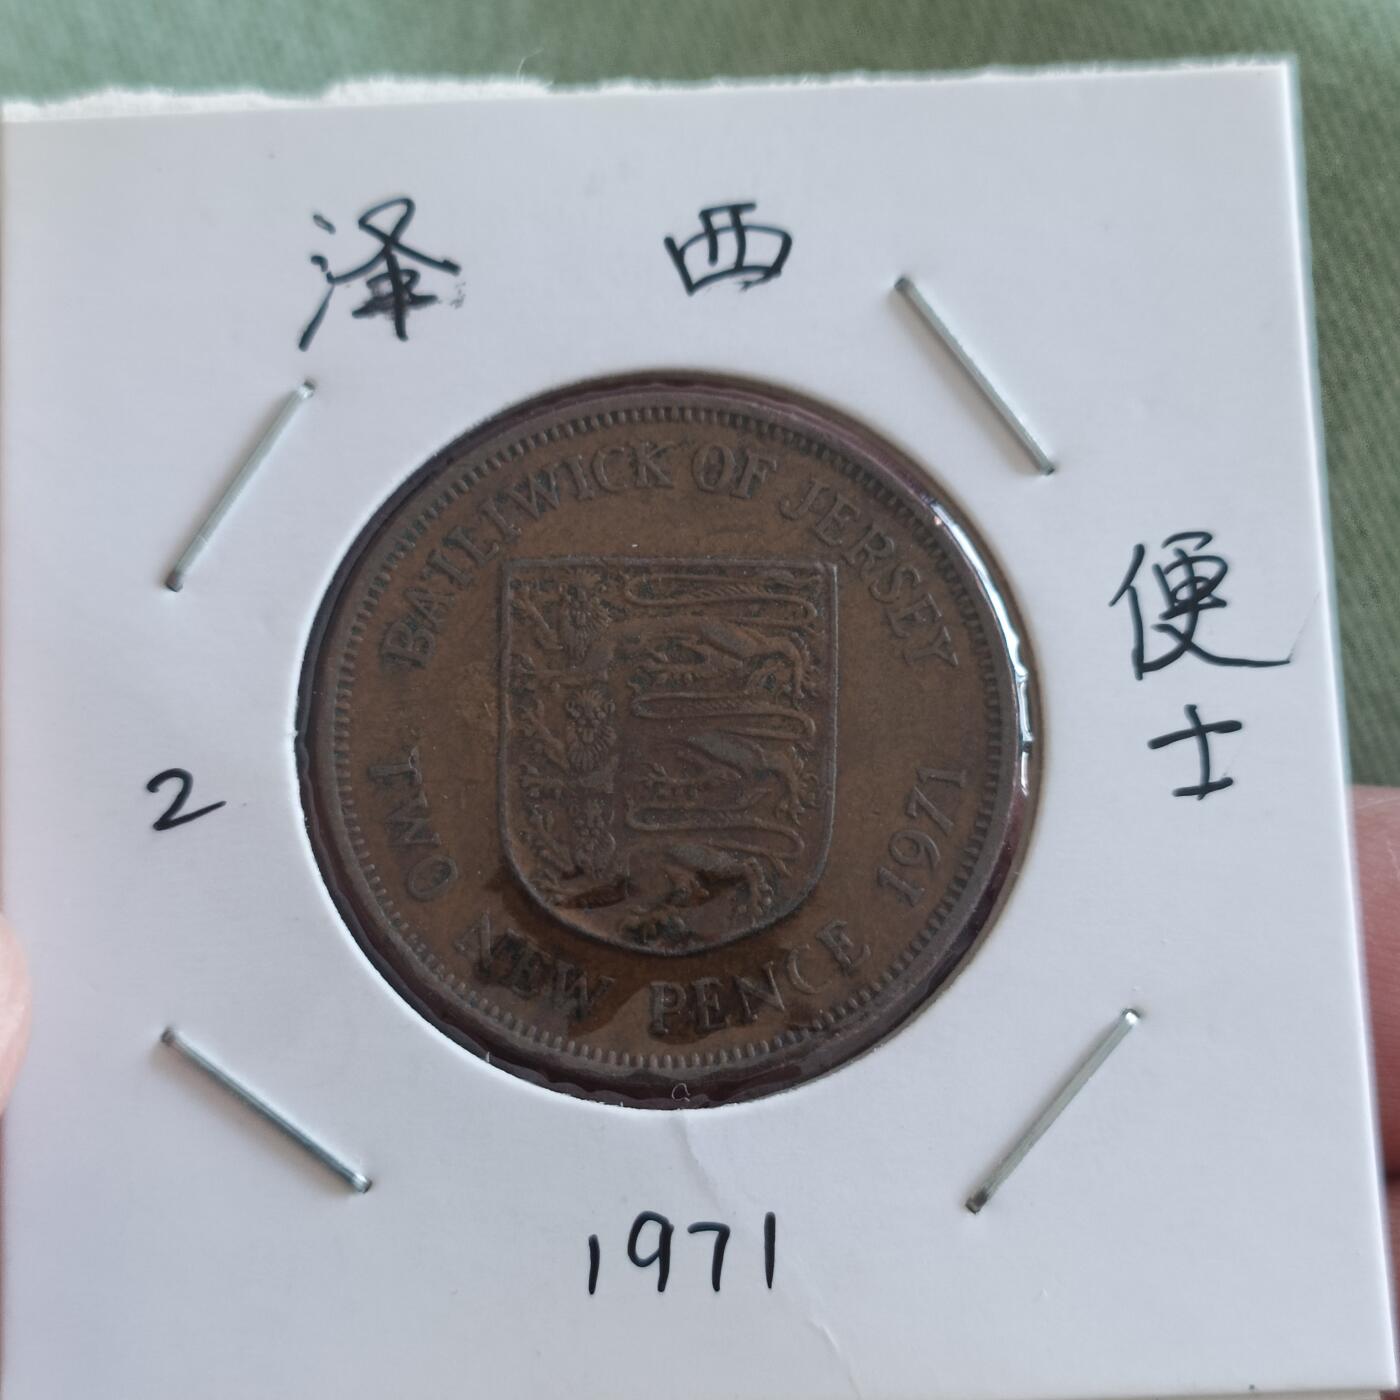 泽西
BAILIWICK OF JERSEY
TWO NEW PENCE 1971
2
便士
1971